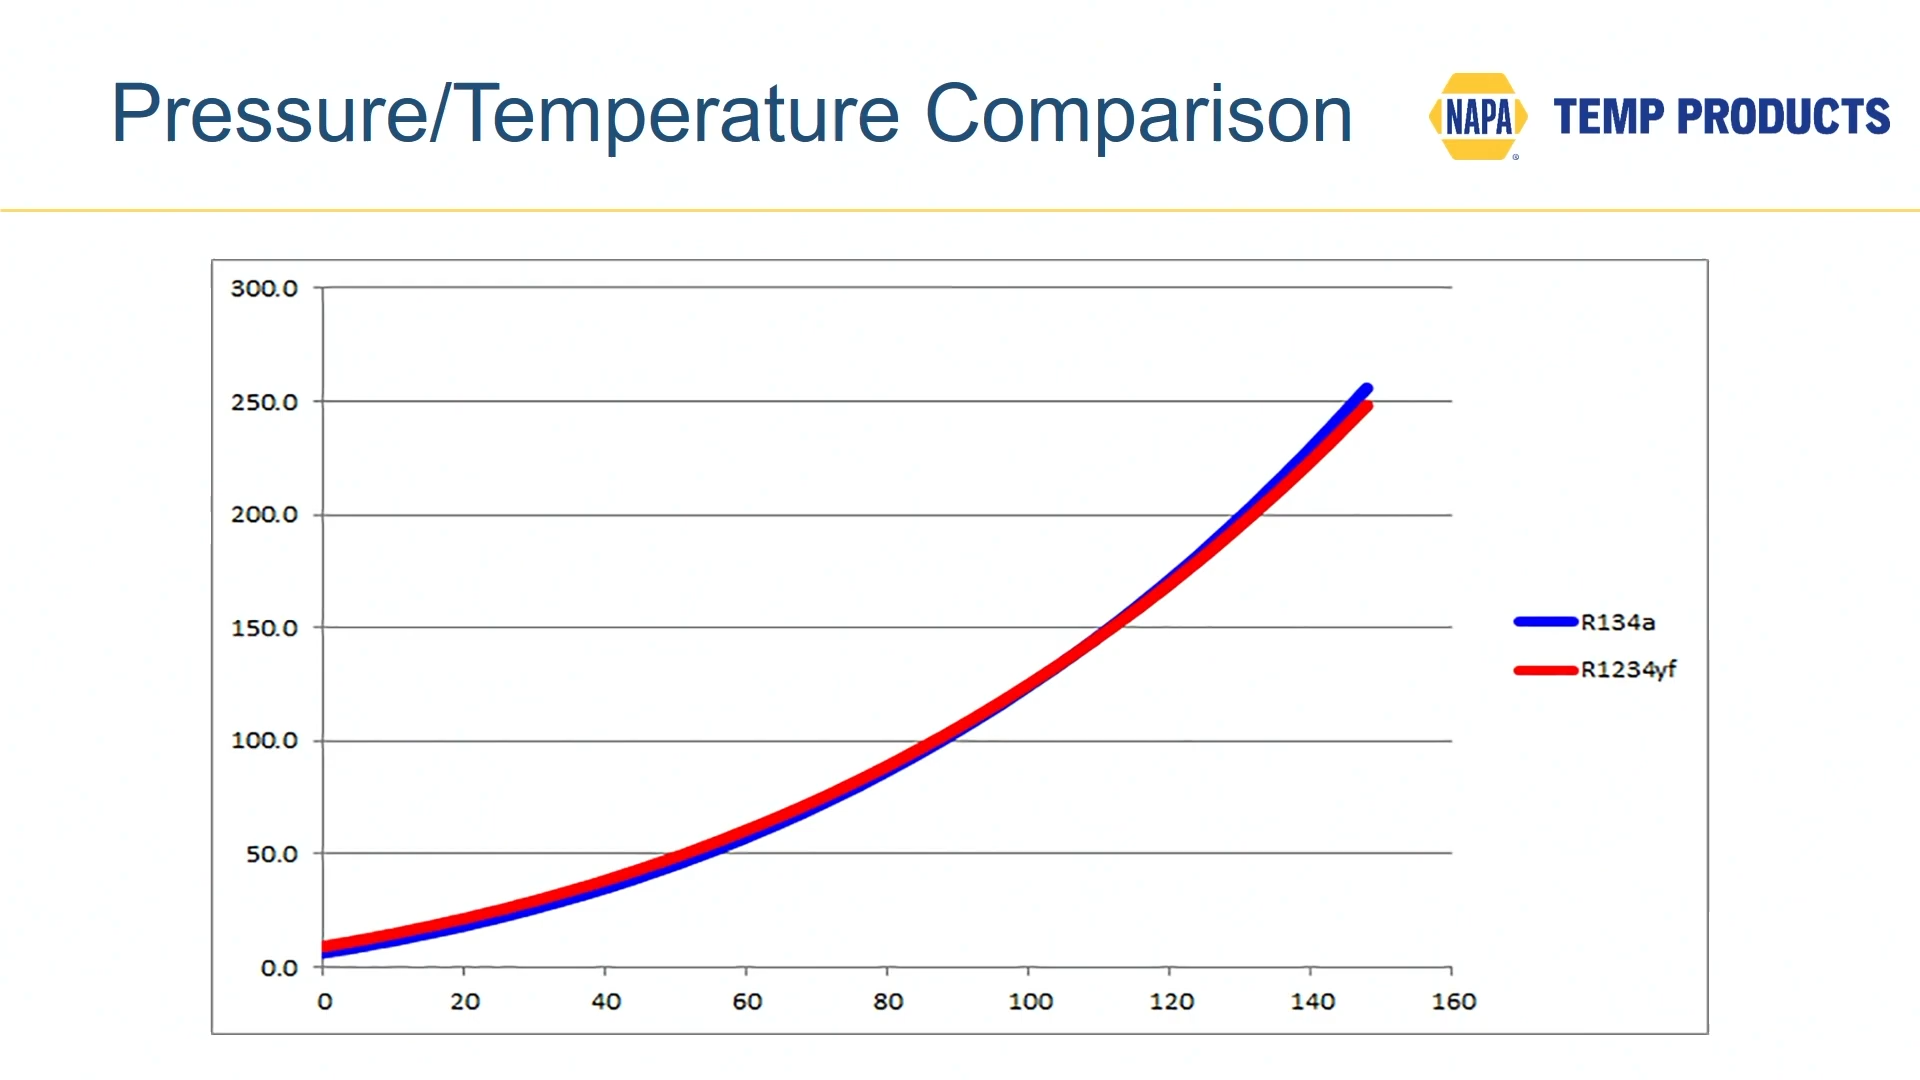 Pressure/Temperature Comparison
NAPA
®
TEMP PRODUCTS
300.0
250.0
200.0
150.0
100.0
50.0
0.0
0 20 40 60 80 100 120 140 160
R134a
R1234yf